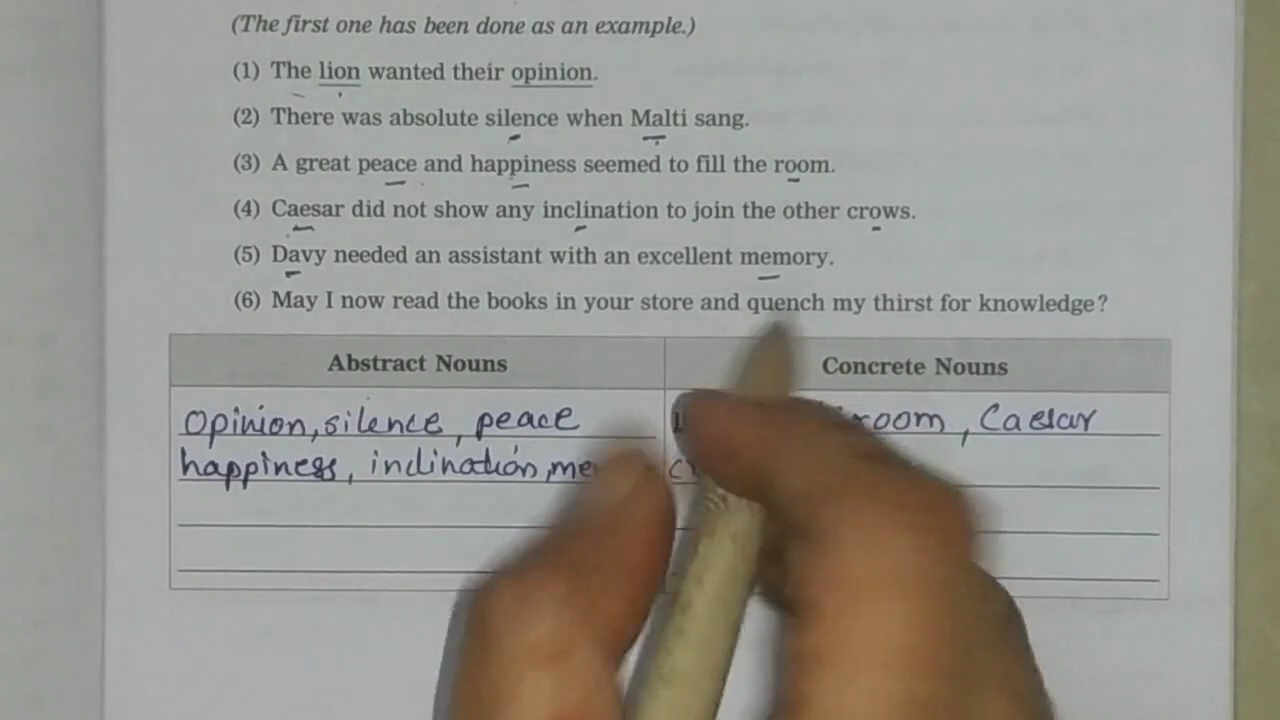 (The first one has been done as an example.)
(1) The lion wanted their opinion.
(2) There was absolute silence when Malti sang.
(3) A great peace and happiness seemed to fill the room.
(4) Caesar did not show any inclination to join the other crows.
(5) Davy needed an assistant with an excellent memory.
(6) May I now read the books in your store and quench my thirst for knowledge?
Abstract Nouns Concrete Nouns
Opinion, silence, peace room, Caesar
happiness, inclination,